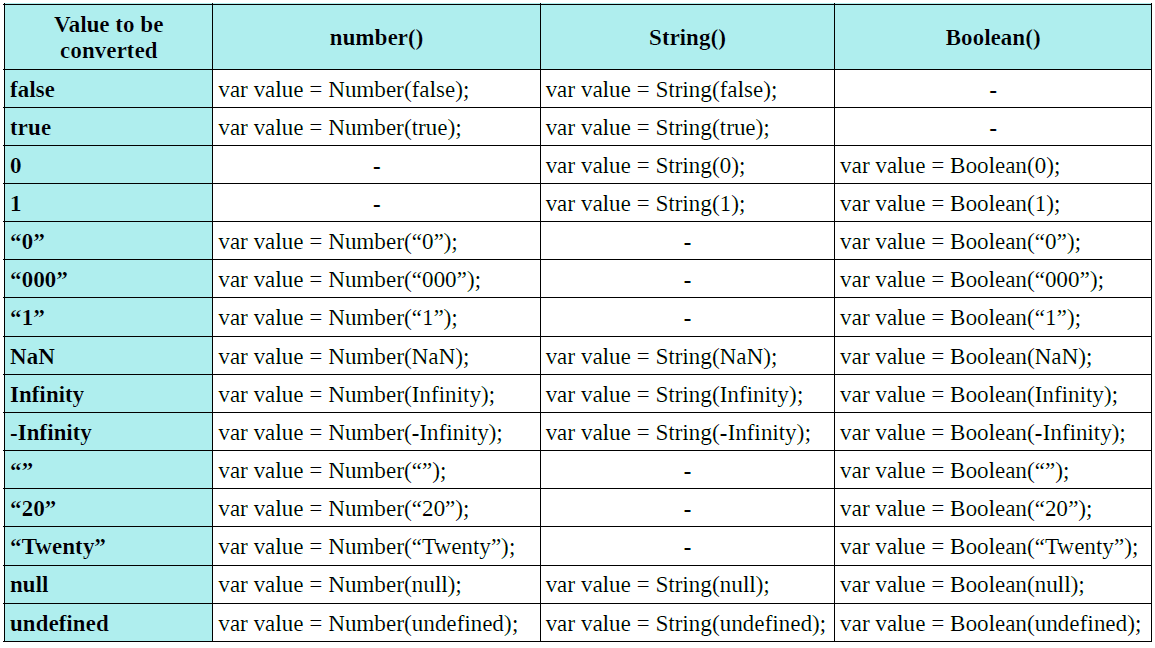 Value to be
converted number() String() Boolean()
false var value = Number(false); var value = String(false); -
true var value = Number(true); var value = String(true); -
0 - var value = String(0); var value = Boolean(0);
1 - var value = String(1); var value = Boolean(1);
“0” var value = Number(“0”); - var value = Boolean(“0”);
“000” var value = Number(“000”); - var value = Boolean(“000”);
“1” var value = Number(“1”); - var value = Boolean(“1”);
NaN var value = Number(NaN); var value = String(NaN); var value = Boolean(NaN);
Infinity var value = Number(Infinity); var value = String(Infinity); var value = Boolean(Infinity);
-Infinity var value = Number(-Infinity); var value = String(-Infinity); var value = Boolean(-Infinity);
“” var value = Number(“”); - var value = Boolean(“”);
“20” var value = Number(“20”); - var value = Boolean(“20”);
“Twenty” var value = Number(“Twenty”); - var value = Boolean(“Twenty”);
null var value = Number(null); var value = String(null); var value = Boolean(null);
undefined var value = Number(undefined); var value = String(undefined); var value = Boolean(undefined);